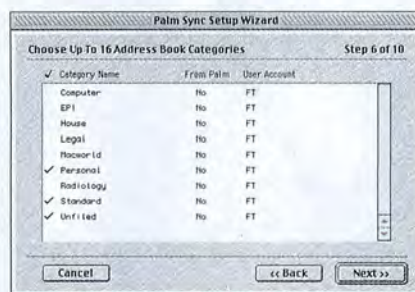 Palm Sync Setup Wizard
Choose Up To 16 Address Book Categories Step 6 of 10
✓ Category Name From Palm User Account
Computer No FT
EPI No FT
House No FT
Legal No FT
Macworld No FT
✓ Personal No FT
Radiology No FT
✓ Standard No FT
✓ Unfiled No FT
Cancel << Back Next >>